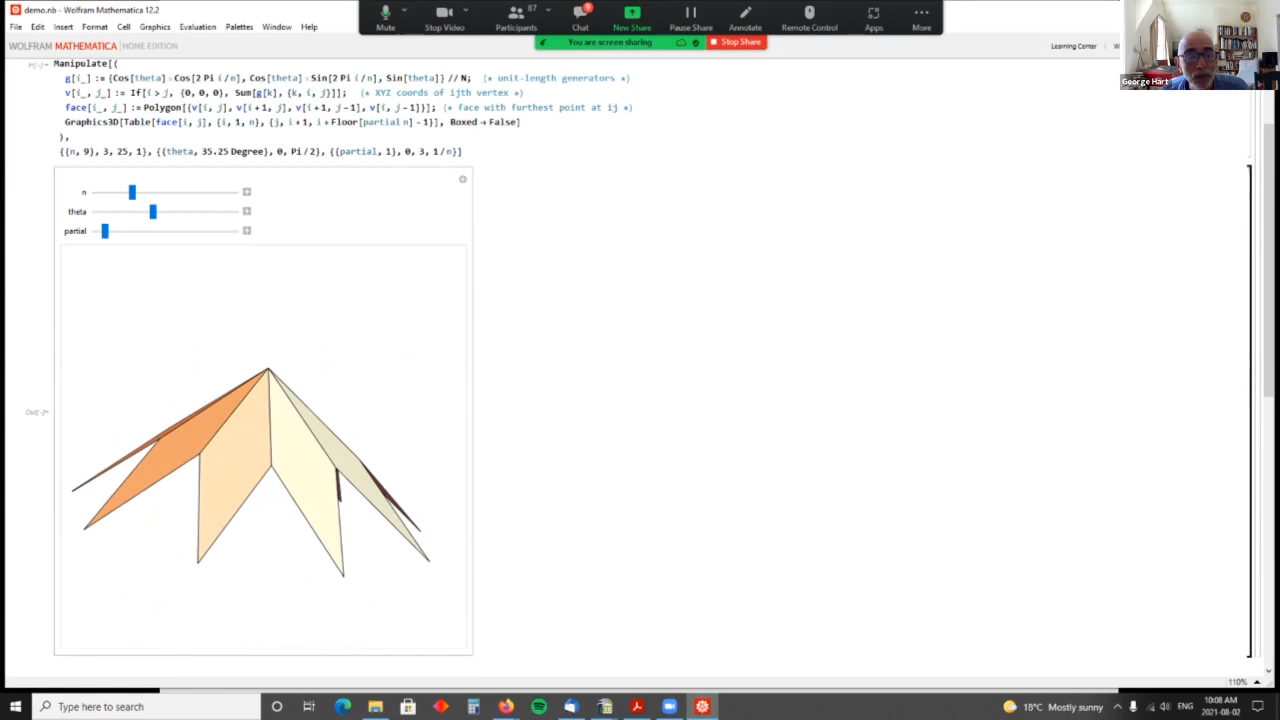 demo.nb - Wolfram Mathematica 12.2
File Edit Insert Format Cell Graphics Evaluation Palettes Window Help
Mute Stop Video Participants 87 Chat 9 New Share Pause Share Annotate Remote Control Apps More
You are screen sharing Stop Share
WOLFRAM MATHEMATICA | HOME EDITION
Learning Center W
George Hart
Manipulate[(
g[i_] := {Cos[theta]×Cos[2 Pi i/n], Cos[theta]×Sin[2 Pi i/n], Sin[theta]} // N; (* unit-length generators *)
v[i_, j_] := If[i > j, {0, 0, 0}, Sum[g[k], {k, i, j}]]; (* XYZ coords of ijth vertex *)
face[i_, j_] := Polygon[{v[i, j], v[i+1, j], v[i+1, j-1], v[i, j-1]}]; (* face with furthest point at ij *)
Graphics3D[Table[face[i, j], {i, 1, n}, {j, i+1, i+Floor[partial n]-1}], Boxed → False]
),
{{n, 9}, 3, 25, 1}, {{theta, 35.25 Degree}, 0, Pi/2}, {{partial, 1}, 0, 3, 1/n}]
n
theta
partial
110%
Type here to search
18°C Mostly sunny
ENG
10:08 AM
2021-08-02